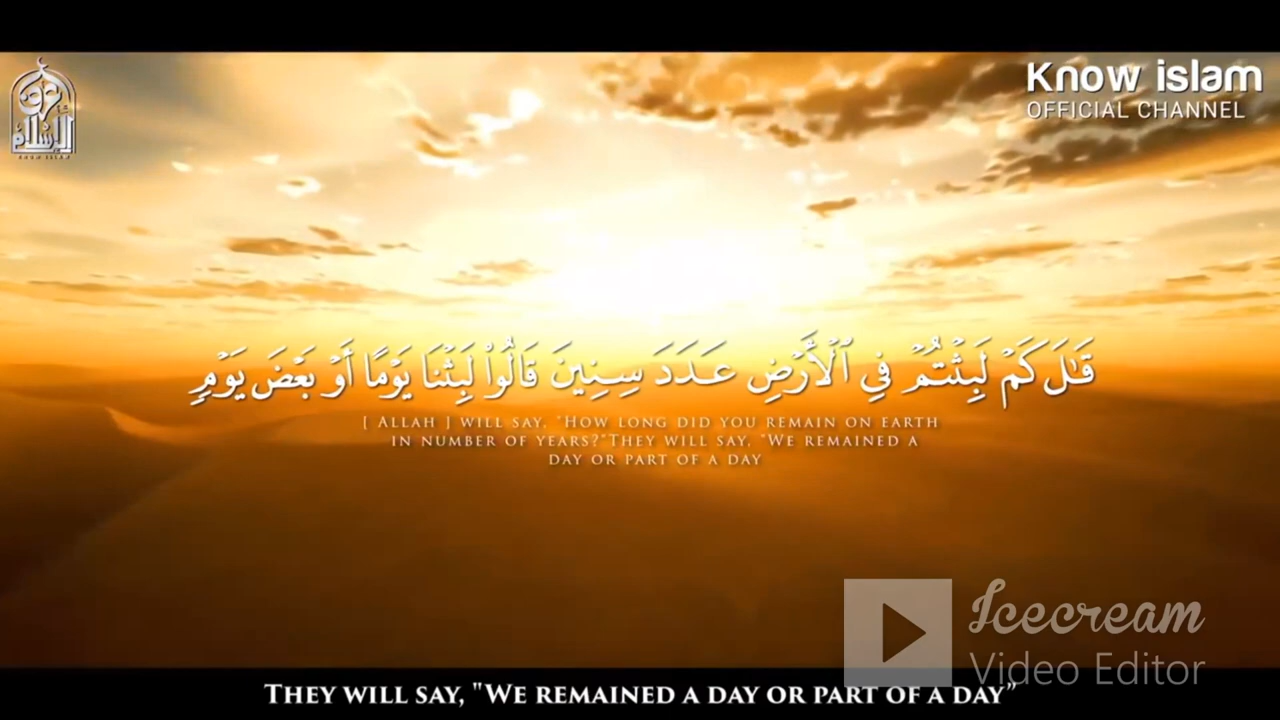 Know islam
OFFICIAL CHANNEL
KNOW ISLAM
قَٰلَ كَمْ لَبِثْتُمْ فِي ٱلْأَرْضِ عَدَدَ سِنِينَ قَالُوا۟ لَبِثْنَا يَوْمًا أَوْ بَعْضَ يَوْمٍ
[ ALLAH ] WILL SAY, "HOW LONG DID YOU REMAIN ON EARTH
IN NUMBER OF YEARS?"THEY WILL SAY, "WE REMAINED A
DAY OR PART OF A DAY
Icecream
Video Editor
THEY WILL SAY, "WE REMAINED A DAY OR PART OF A DAY”